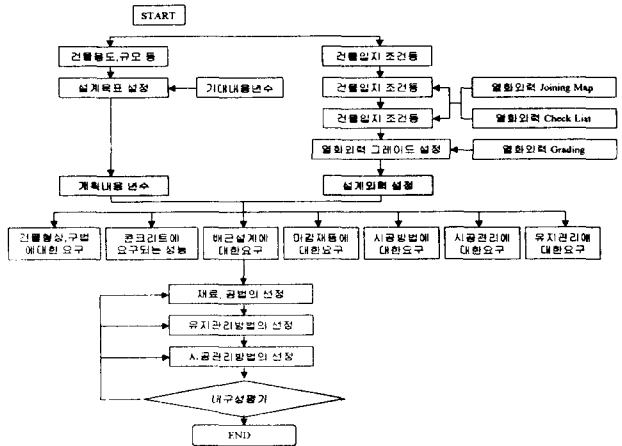 START
건물용도,규모 등
건물입지 조건등
설계목표 설정
기대내용년수
건물입지 조건등
열화외력 Joining Map
건물입지 조건등
열화외력 Check List
열화외력 그레이드 설정
열화외력 Grading
계획내용 년수
설계외력 설정
건물형상,구법
에대한 요구
콘크리트에
요구되는 성능
배근설계에
대한요구
마감재등에
대한요구
시공방법에
대한요구
시공관리에
대한요구
유지관리에
대한요구
재료, 공법의 선정
유지관리방법의 선정
시공관리방법의 선정
내구성평가
END